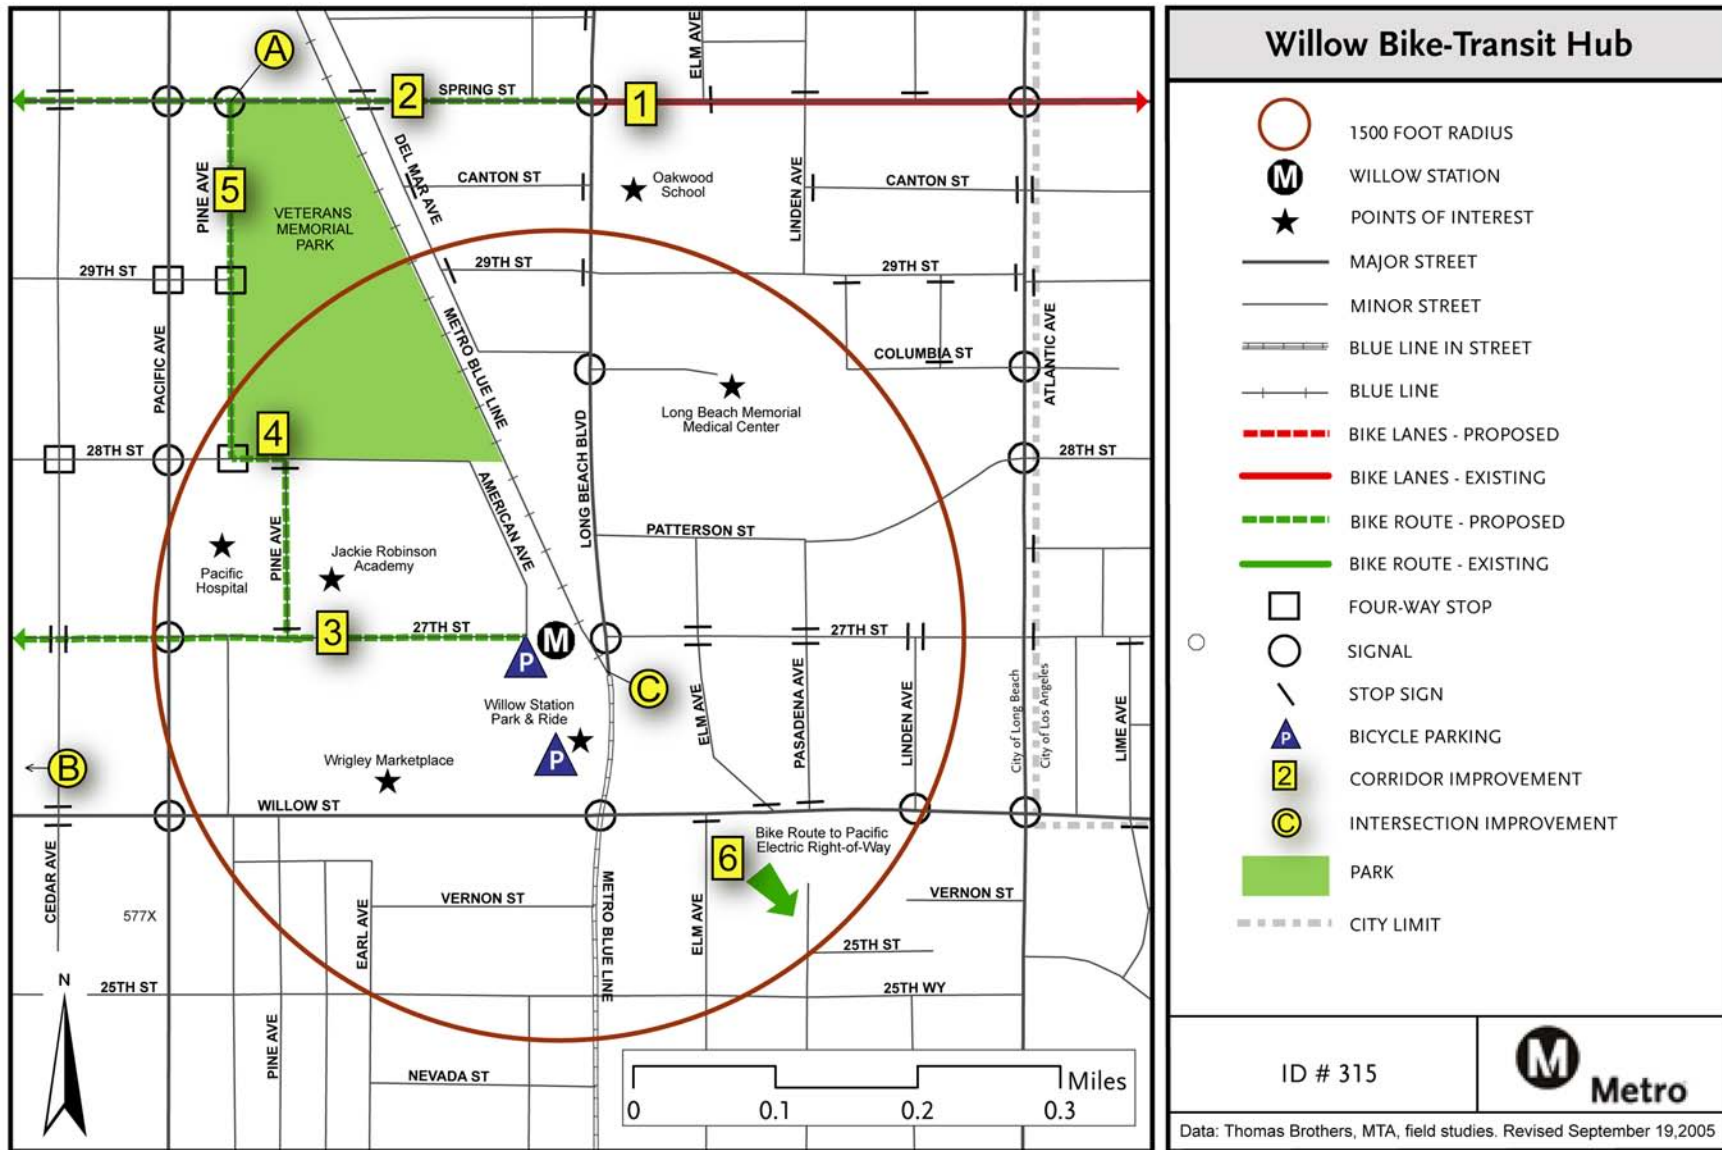 Willow Bike-Transit Hub
1500 FOOT RADIUS
M
WILLOW STATION
POINTS OF INTEREST
MAJOR STREET
MINOR STREET
BLUE LINE IN STREET
BLUE LINE
BIKE LANES - PROPOSED
BIKE LANES - EXISTING
BIKE ROUTE - PROPOSED
BIKE ROUTE - EXISTING
FOUR-WAY STOP
SIGNAL
STOP SIGN
P
BICYCLE PARKING
2
CORRIDOR IMPROVEMENT
C
INTERSECTION IMPROVEMENT
PARK
CITY LIMIT
ID # 315
M
Metro
Data: Thomas Brothers, MTA, field studies. Revised September 19,2005
A
ELM AVE
2
SPRING ST
1
DEL MAR AVE
PINE AVE
5
CANTON ST
Oakwood
School
LINDEN AVE
CANTON ST
VETERANS
MEMORIAL
PARK
29TH ST
29TH ST
29TH ST
PACIFIC AVE
METRO BLUE LINE
COLUMBIA ST
ATLANTIC AVE
Long Beach Memorial
Medical Center
4
28TH ST
28TH ST
LONG BEACH BLVD
AMERICAN AVE
PATTERSON ST
PINE AVE
Pacific
Hospital
Jackie Robinson
Academy
3
27TH ST
M
P
27TH ST
C
Willow Station
Park & Ride
P
ELM AVE
PASADENA AVE
LINDEN AVE
City of Long Beach
City of Los Angeles
LIME AVE
B
Wrigley Marketplace
WILLOW ST
Bike Route to Pacific
Electric Right-of-Way
6
CEDAR AVE
577X
EARL AVE
VERNON ST
METRO BLUE LINE
ELM AVE
VERNON ST
25TH ST
N
25TH ST
25TH WY
PINE AVE
NEVADA ST
Miles
0
0.1
0.2
0.3